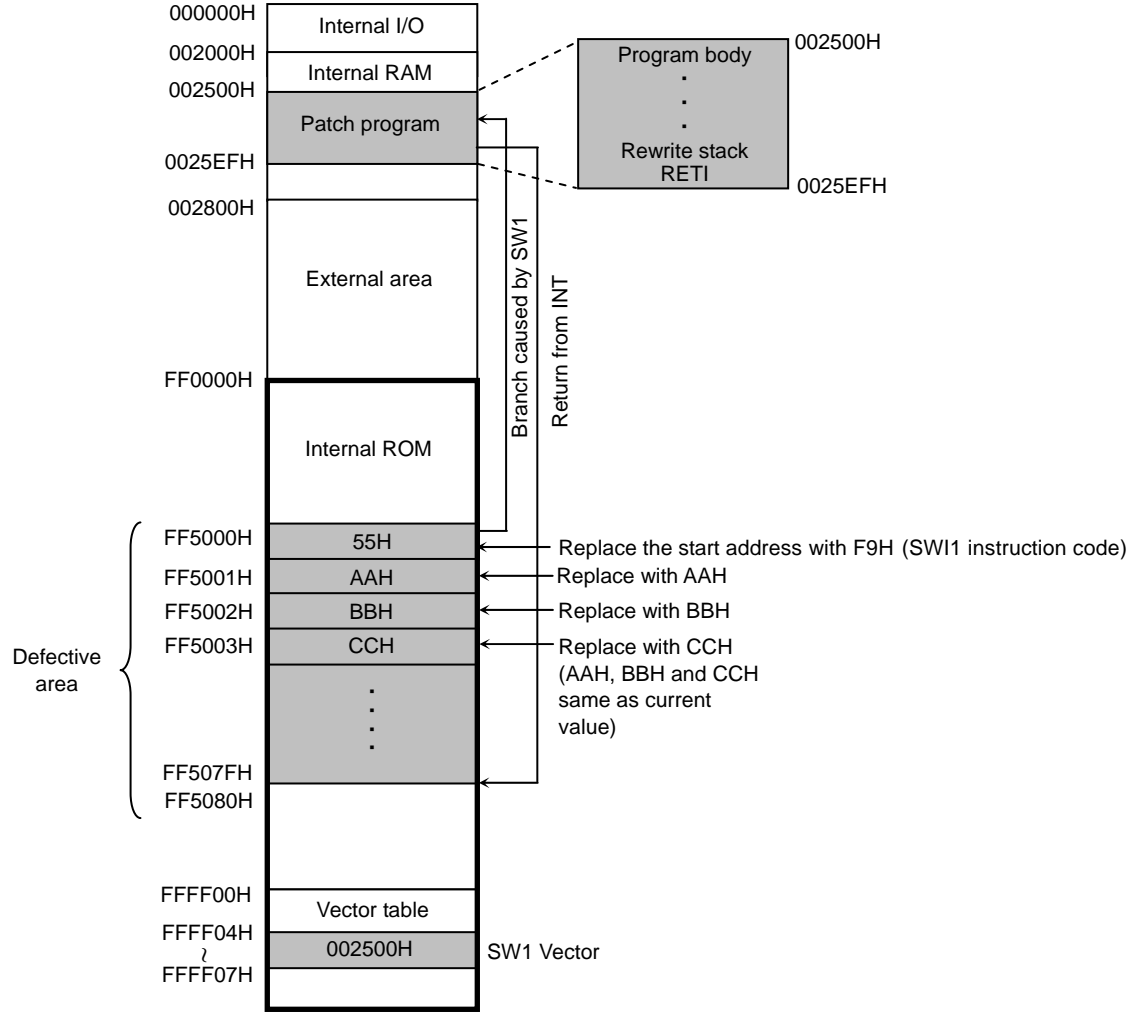 000000H
Internal I/O
002000H
Internal RAM
002500H
Patch program
0025EFH
002800H
External area
002500H
Program body
.
.
.
Rewrite stack
RETI
0025EFH
Branch caused by SW1
Return from INT
FF0000H
Internal ROM
Defective
area
FF5000H
55H
Replace the start address with F9H (SWI1 instruction code)
FF5001H
AAH
Replace with AAH
FF5002H
BBH
Replace with BBH
FF5003H
CCH
Replace with CCH
(AAH, BBH and CCH
same as current
value)
.
.
.
.
FF507FH
FF5080H
FFFF00H
Vector table
FFFF04H
~
FFFF07H
002500H
SW1 Vector